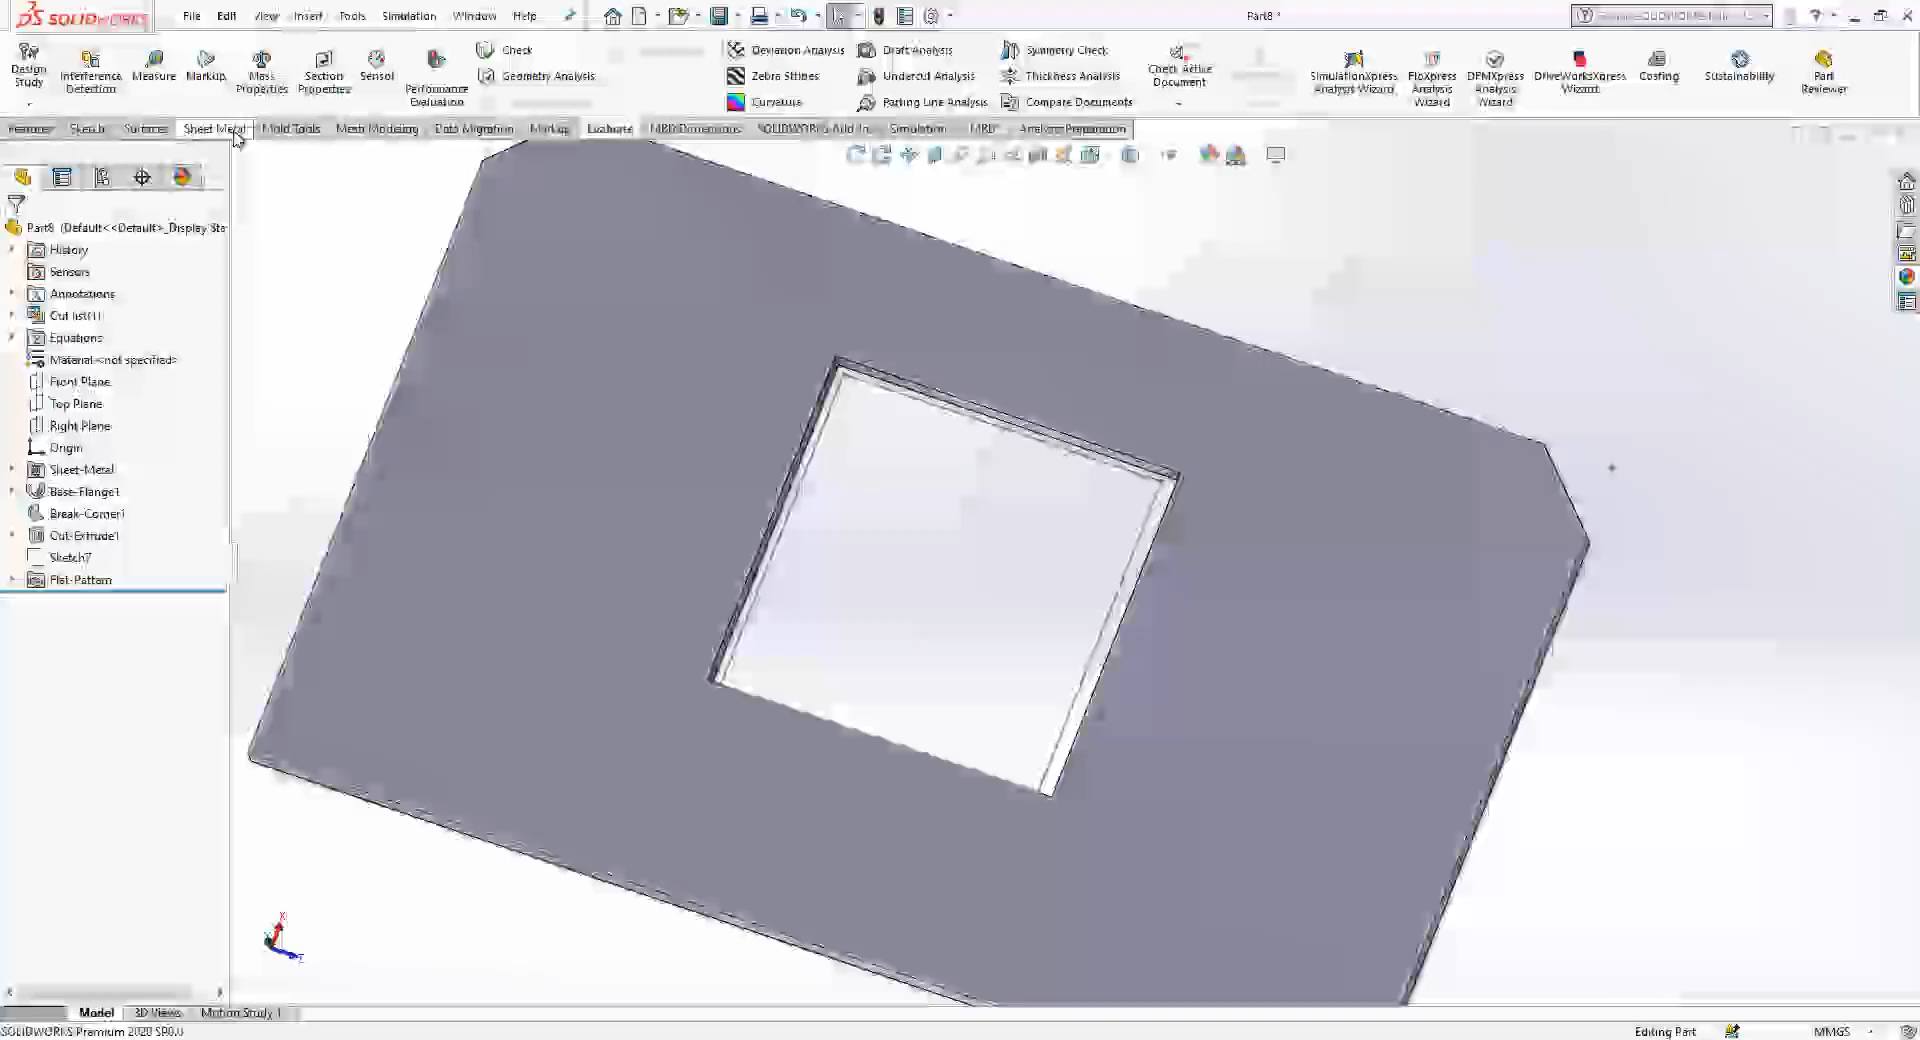 SOLIDWORKS File Edit View Insert Tools Simulation Window Help Part8 *
Design Study
Interference Detection
Measure
Markup
Mass Properties
Section Properties
Sensor
Performance Evaluation
Check
Geometry Analysis
Deviation Analysis
Zebra Stripes
Curvature
Draft Analysis
Undercut Analysis
Parting Line Analysis
Symmetry Check
Thickness Analysis
Compare Documents
Check Active Document
SimulationXpress Analysis Wizard
FloXpress Analysis Wizard
DFMXpress Analysis Wizard
DriveWorksXpress Wizard
Costing
Sustainability
Part Reviewer
Features Sketch Surfaces Sheet Metal Mold Tools Mesh Modeling Data Migration Markup Evaluate MBD Dimensions SOLIDWORKS Add-Ins Simulation MBD Analysis Preparation
Part8 (Default<<Default>_Display Sta
History
Sensors
Annotations
Cut list(1)
Equations
Material <not specified>
Front Plane
Top Plane
Right Plane
Origin
Sheet-Metal
Base-Flange1
Break-Corner1
Cut-Extrude1
Sketch7
Flat-Pattern
X
Z
Model 3D Views Motion Study 1
SOLIDWORKS Premium 2020 SP0.0 Editing Part MMGS